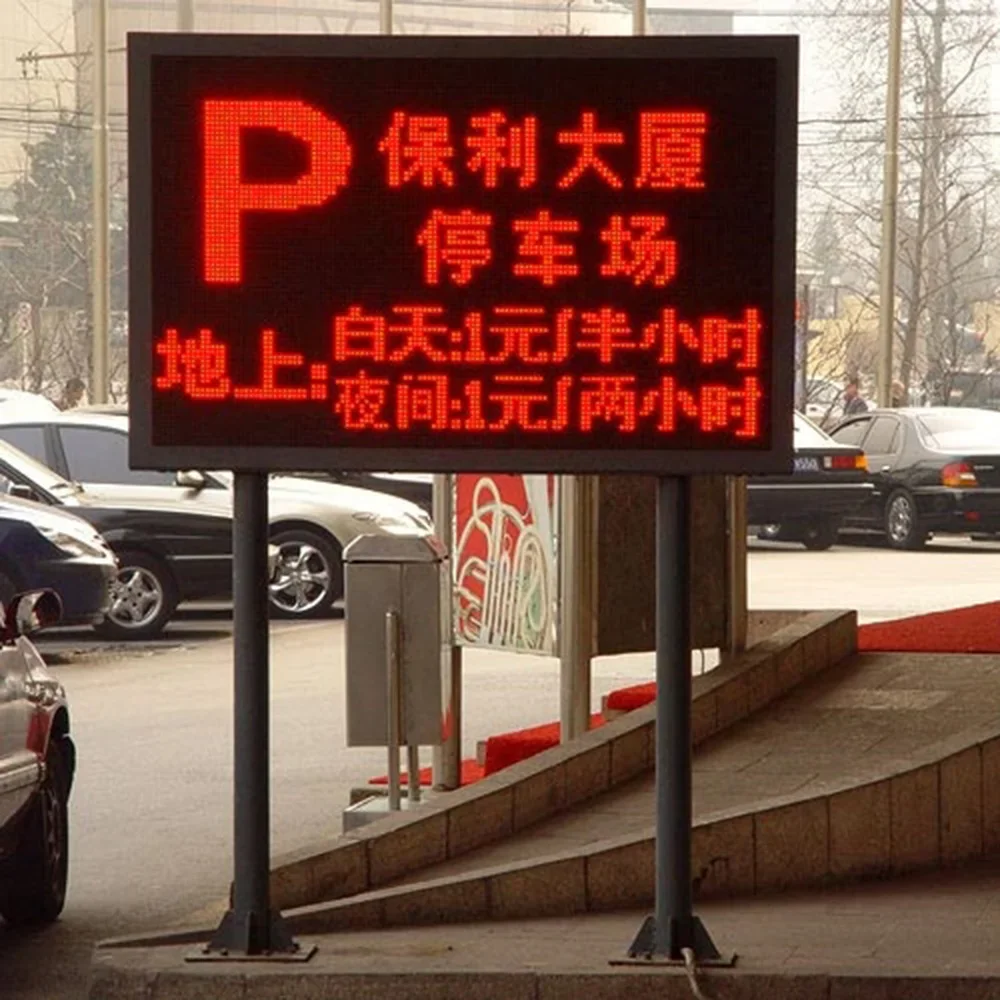 P 保利大厦
停车场
地上:
白天:1元/半小时
夜间:1元/两小时